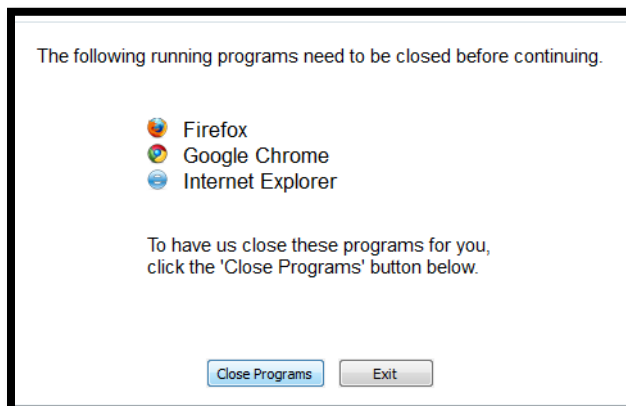 The following running programs need to be closed before continuing.
Firefox
Google Chrome
Internet Explorer
To have us close these programs for you,
click the 'Close Programs' button below.
Close Programs Exit